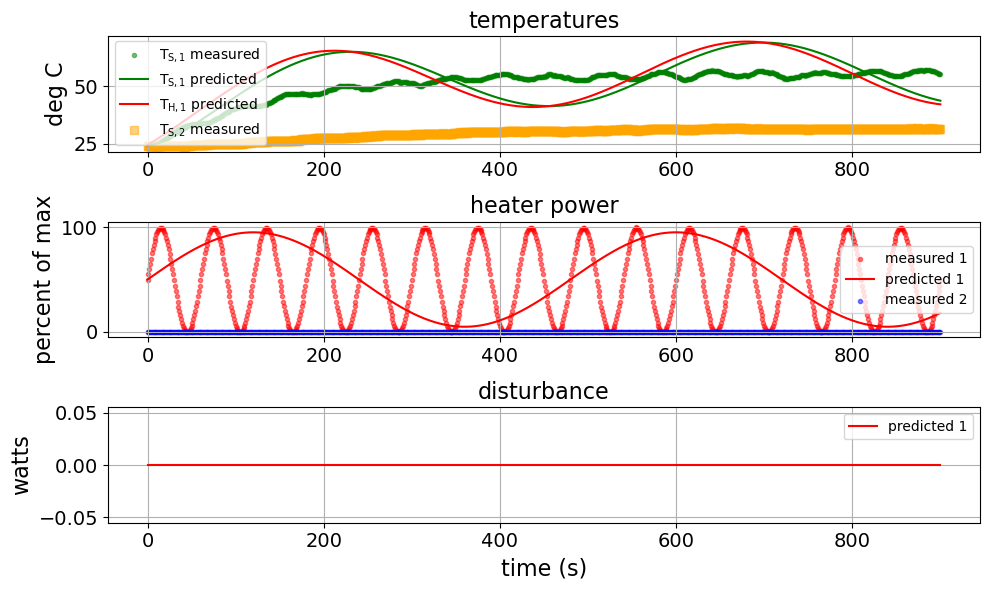 temperatures
deg C
50
25
T_S,1 measured
T_S,1 predicted
T_H,1 predicted
T_S,2 measured
0
200
400
600
800
heater power
percent of max
100
0
measured 1
predicted 1
measured 2
0
200
400
600
800
disturbance
watts
0.05
0.00
−0.05
predicted 1
0
200
400
600
800
time (s)